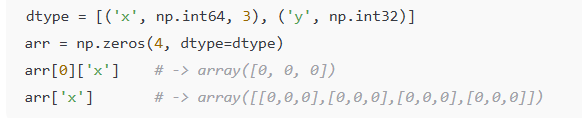 dtype = [('x', np.int64, 3), ('y', np.int32)]
arr = np.zeros(4, dtype=dtype)
arr[0]['x']    # -> array([0, 0, 0])
arr['x']       # -> array([[0,0,0],[0,0,0],[0,0,0],[0,0,0]])